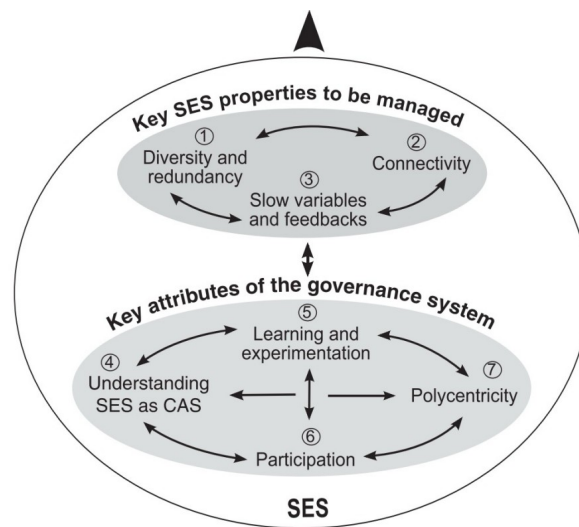 Key SES properties to be managed
①
Diversity and
redundancy
②
Connectivity
③
Slow variables
and feedbacks
Key attributes of the governance system
⑤
Learning and
experimentation
④
Understanding
SES as CAS
⑦
Polycentricity
⑥
Participation
SES